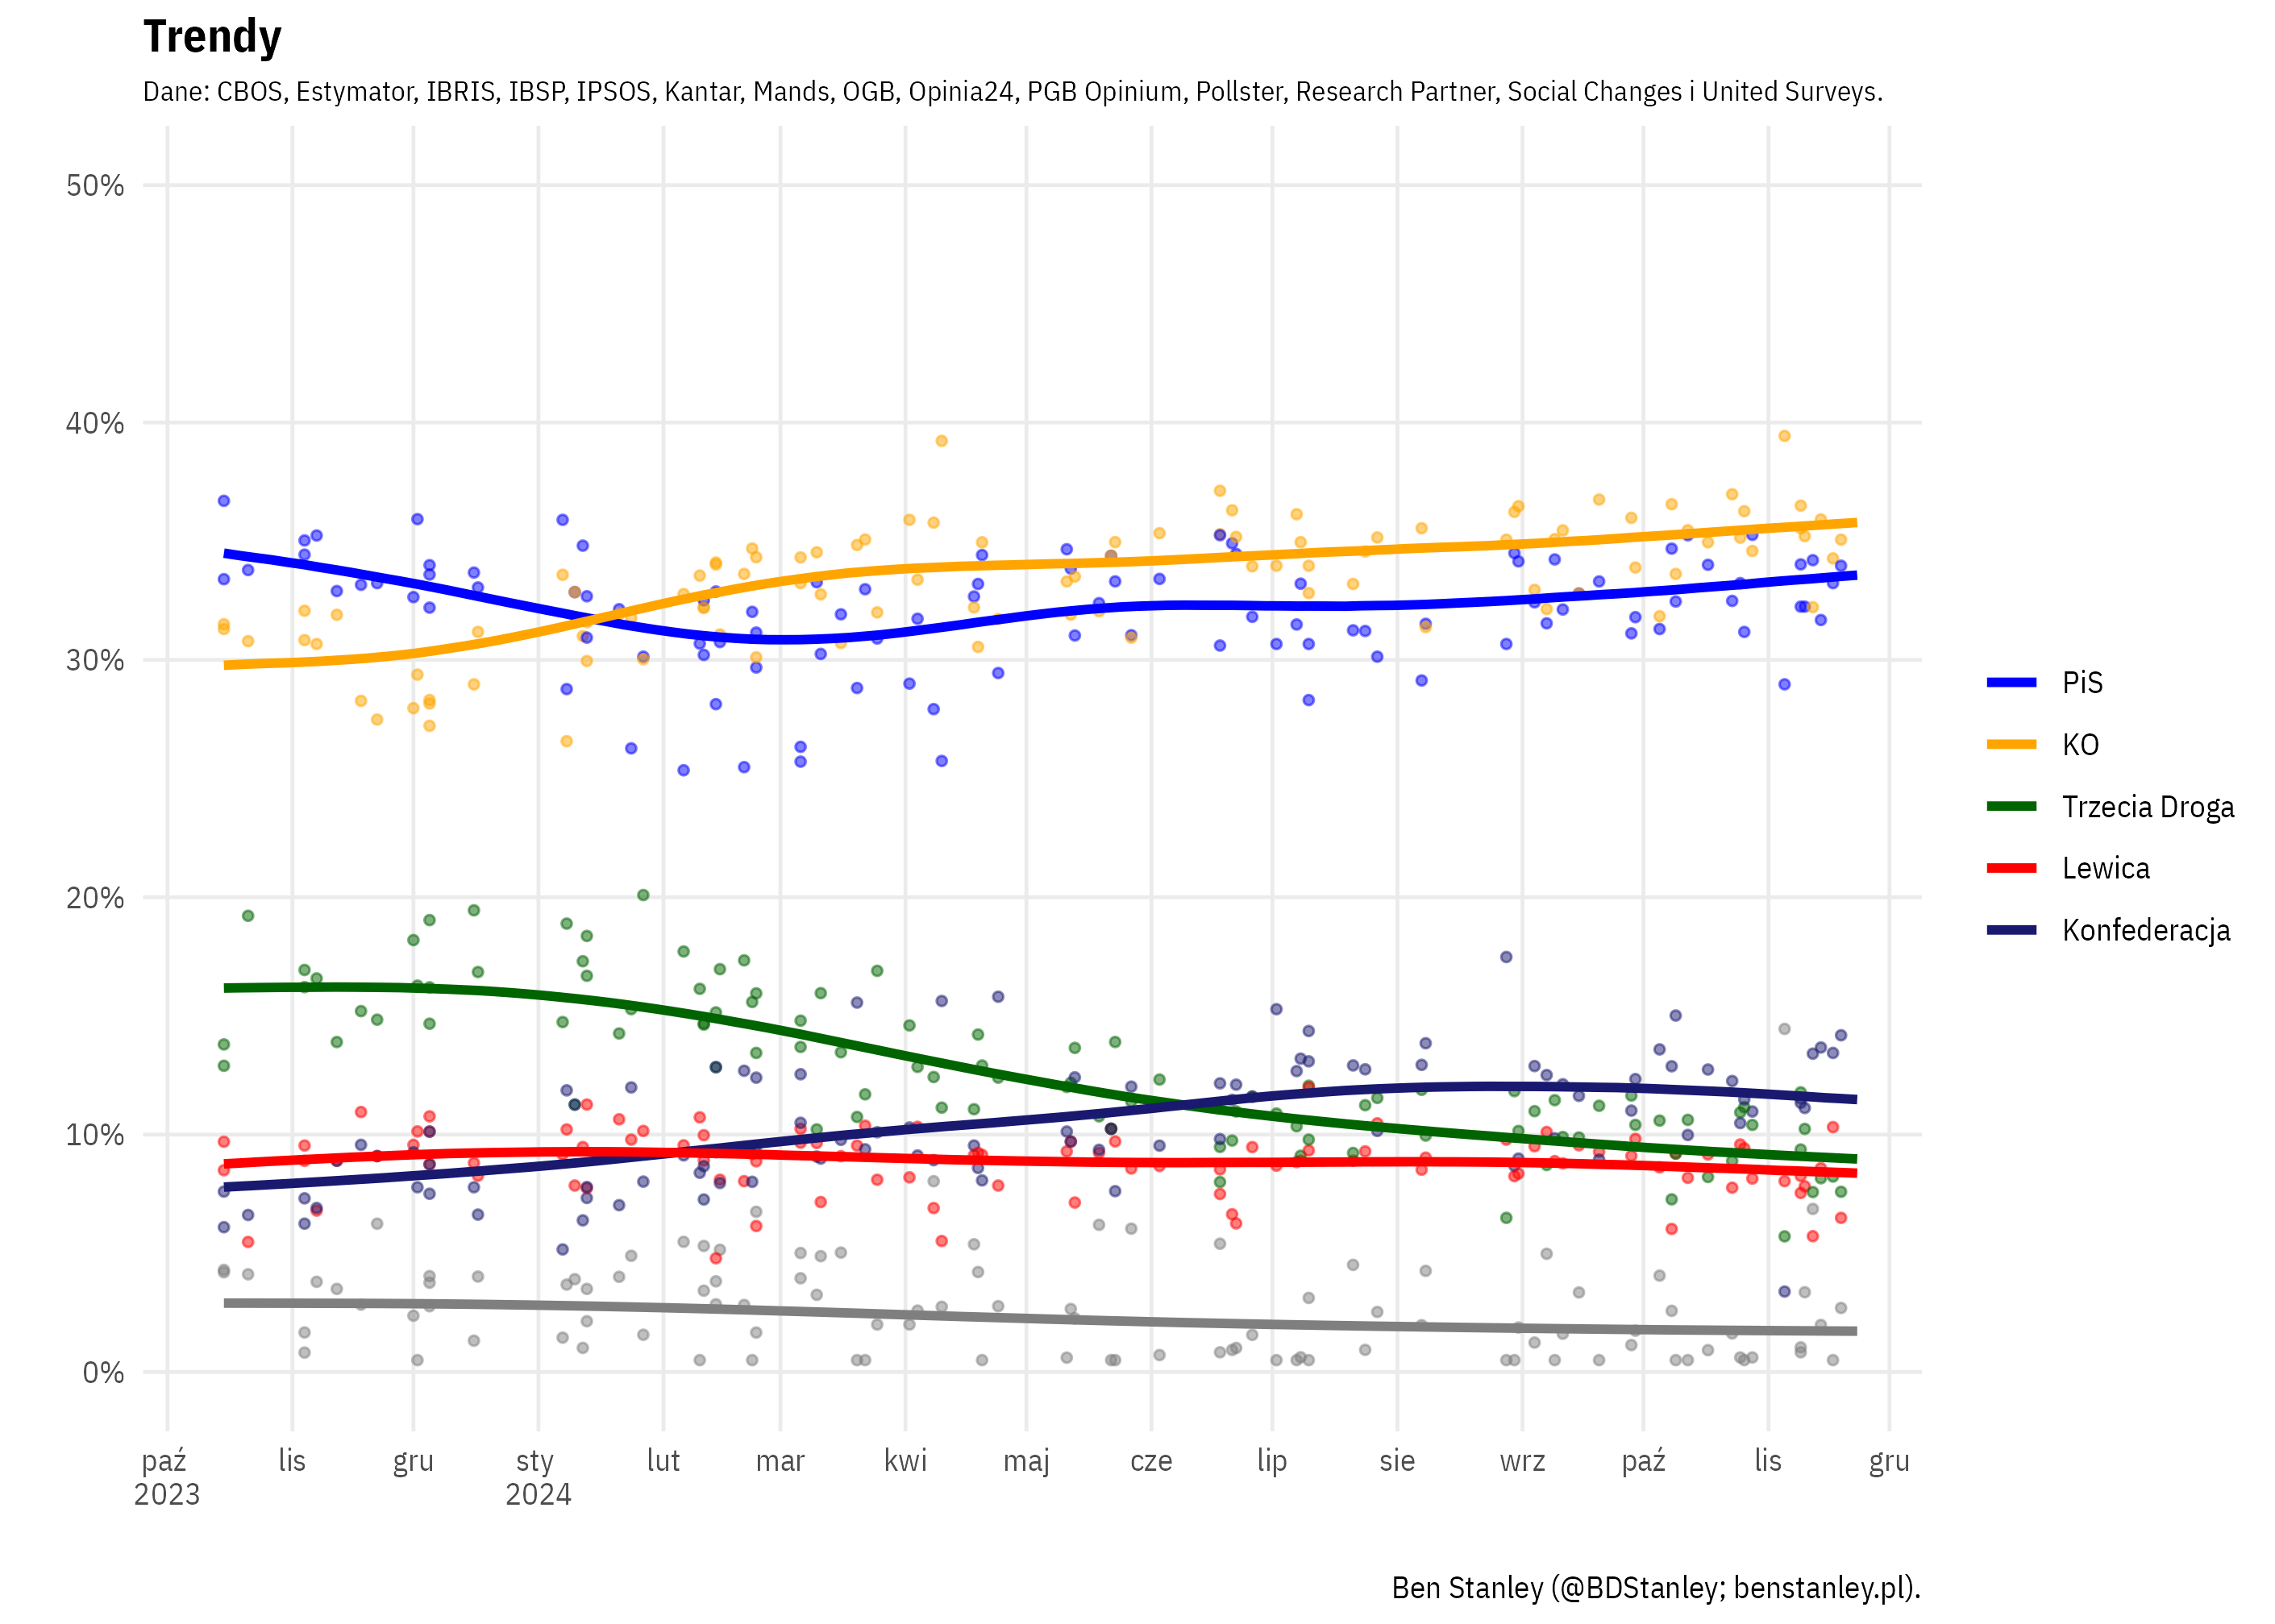 Trendy
Dane: CBOS, Estymator, IBRIS, IBSP, IPSOS, Kantar, Mands, OGB, Opinia24, PGB Opinium, Pollster, Research Partner, Social Changes i United Surveys.
50%
40%
30%
20%
10%
0%
PiS
KO
Trzecia Droga
Lewica
Konfederacja
paź lis gru sty lut mar kwi maj cze lip sie wrz paź lis gru
2023 2024
Ben Stanley (@BDStanley; benstanley.pl).